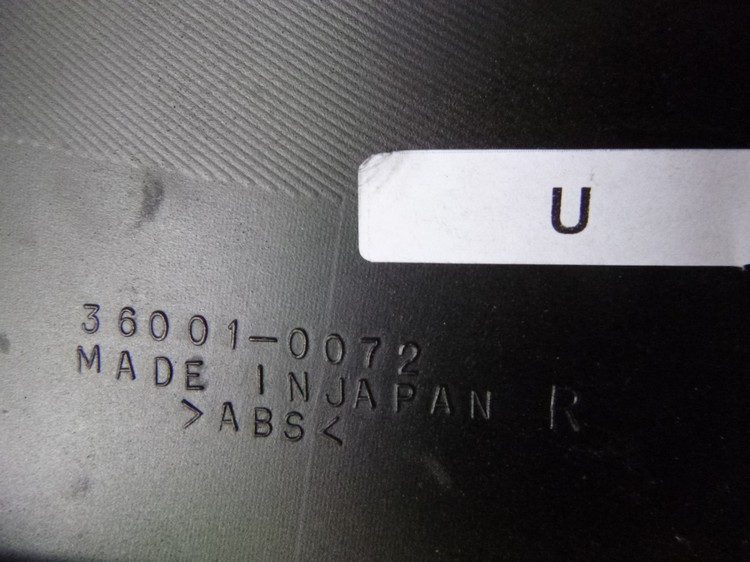 U
36001-0072
MADE IN JAPAN R
>ABS<